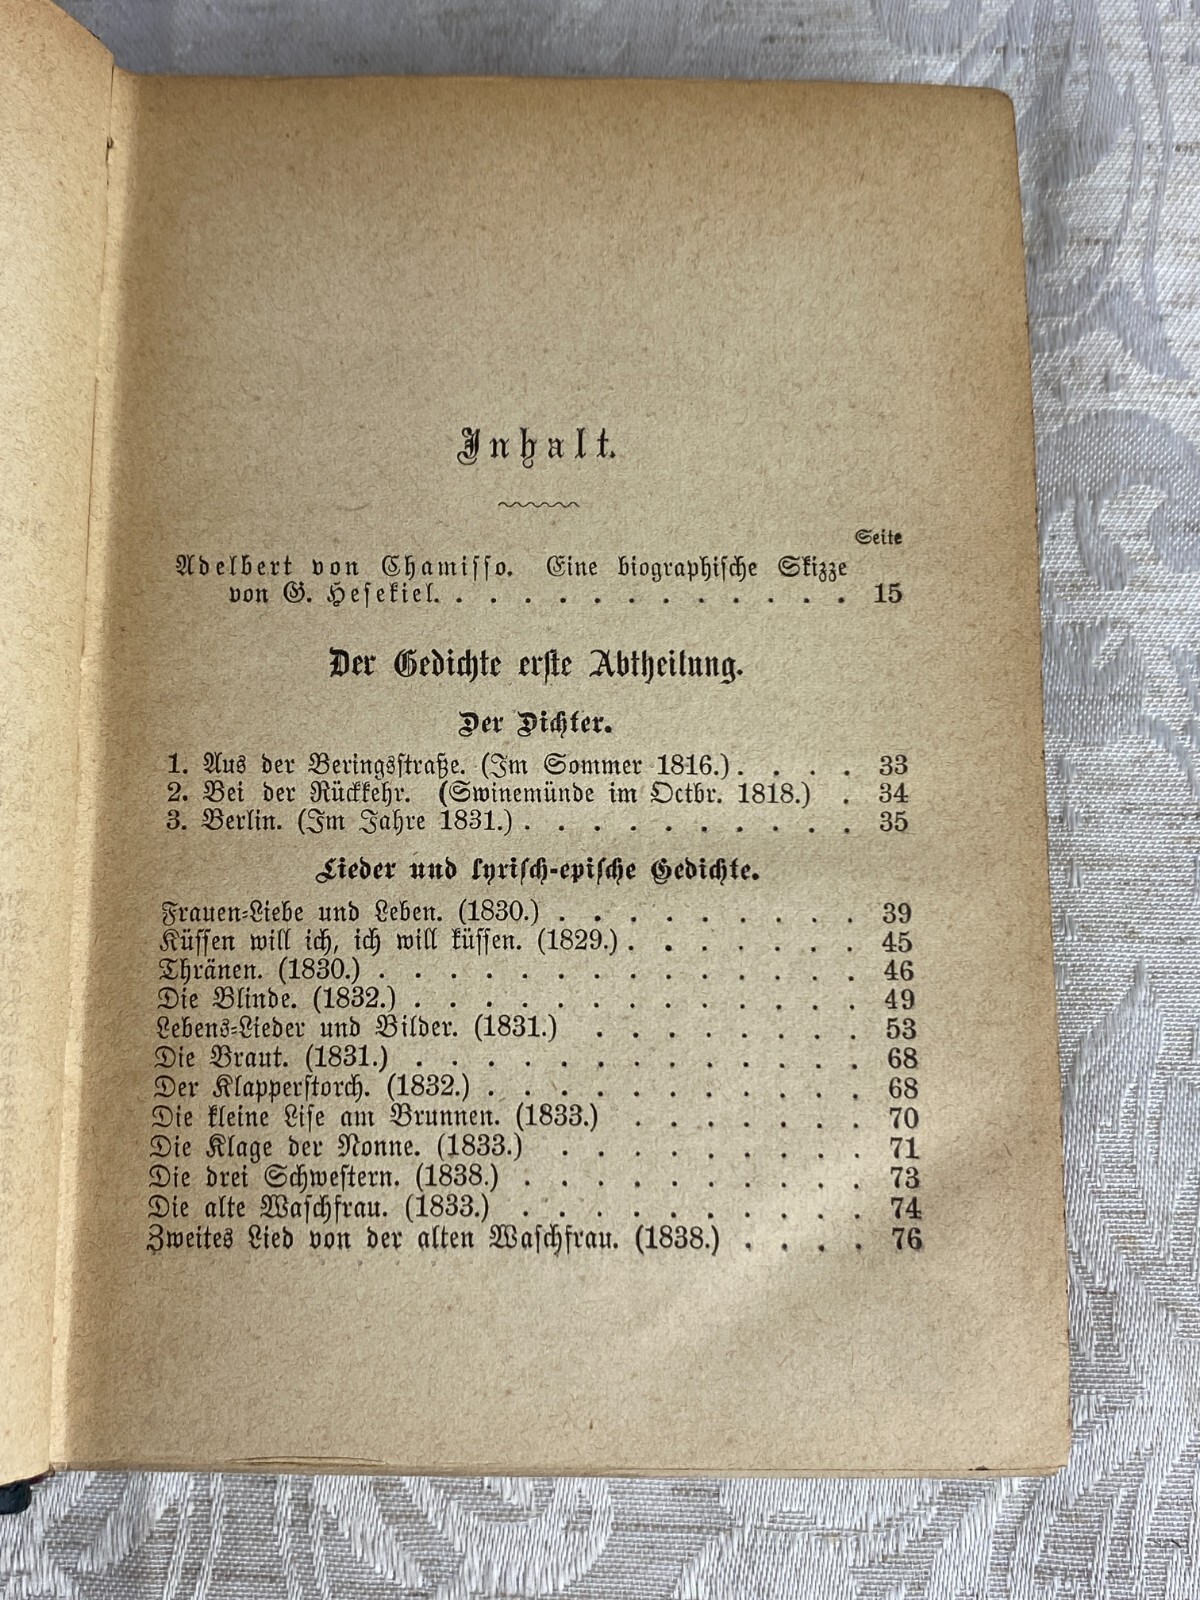 Inhalt.
Seite
Adelbert von Chamisso. Eine biographische Skizze
von G. Hesekiel. . . . . . . . . . . . . 15
Der Gedichte erste Abtheilung.
Der Dichter.
1. Aus der Beringsstraße. (Im Sommer 1816.) . . . . 33
2. Bei der Rückkehr. (Swinemünde im Octbr. 1818.) . 34
3. Berlin. (Im Jahre 1831.) . . . . . . . . . . 35
Lieder und lyrisch-epische Gedichte.
Frauen-Liebe und Leben. (1830.) . . . . . . . . . 39
Küssen will ich, ich will küssen. (1829.) . . . . . . . 45
Thränen. (1830.) . . . . . . . . . . . . . . 46
Die Blinde. (1832.) . . . . . . . . . . . . . 49
Lebens-Lieder und Bilder. (1831.) . . . . . . . . 53
Die Braut. (1831.) . . . . . . . . . . . . . 68
Der Klapperstorch. (1832.) . . . . . . . . . . . 68
Die kleine Lise am Brunnen. (1833.) . . . . . . . 70
Die Klage der Nonne. (1833.) . . . . . . . . . 71
Die drei Schwestern. (1838.) . . . . . . . . . . 73
Die alte Waschfrau. (1833.) . . . . . . . . . . 74
Zweites Lied von der alten Waschfrau. (1838.) . . . . 76